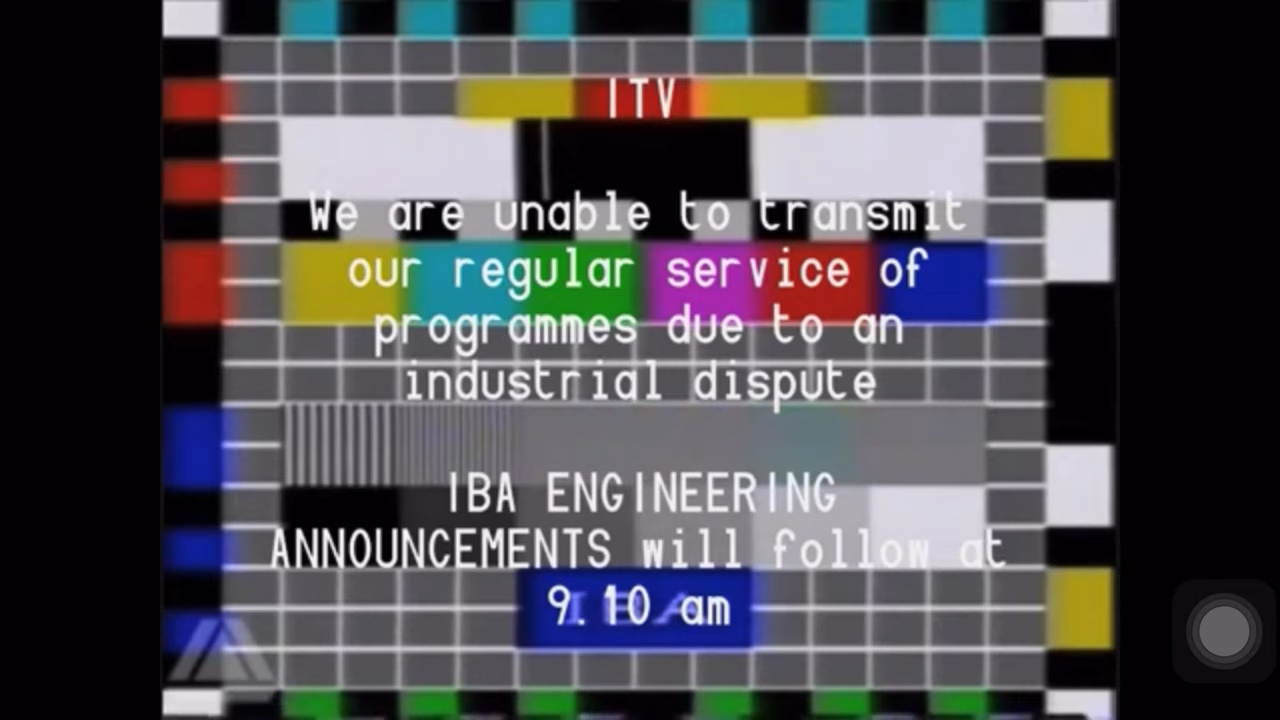 ITV
We are unable to transmit
our regular service of
programmes due to an
industrial dispute
IBA ENGINEERING
ANNOUNCEMENTS will follow at
9.10 am
IBA